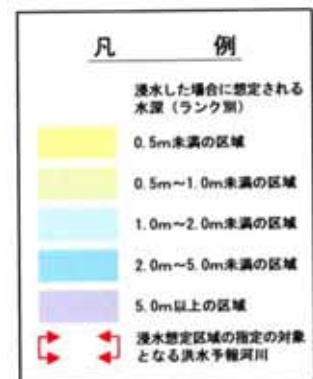 凡 例
浸水した場合に想定される
水深（ランク別）
0.5m未満の区域
0.5m～1.0m未満の区域
1.0m～2.0m未満の区域
2.0m～5.0m未満の区域
5.0m以上の区域
浸水想定区域の指定の対象
となる洪水予報河川